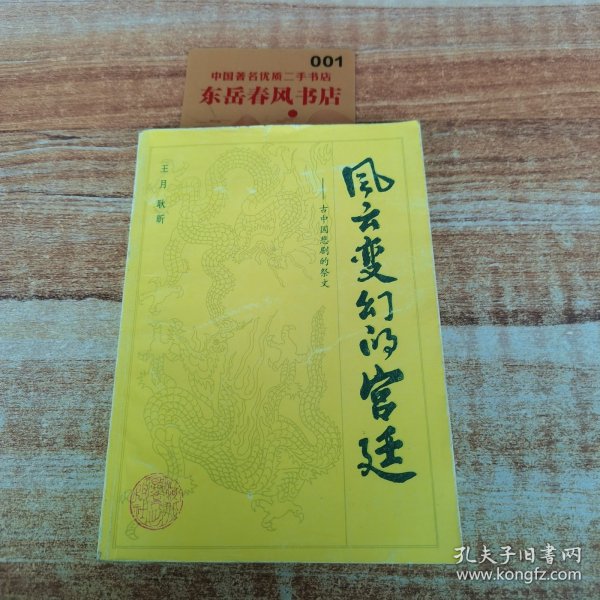 001
中国著名优质二手书店
东岳春风书店
风云变幻的宫廷
——古中国悲剧的祭文
王月 耿昕
孔夫子旧书网
www.kongfz.com